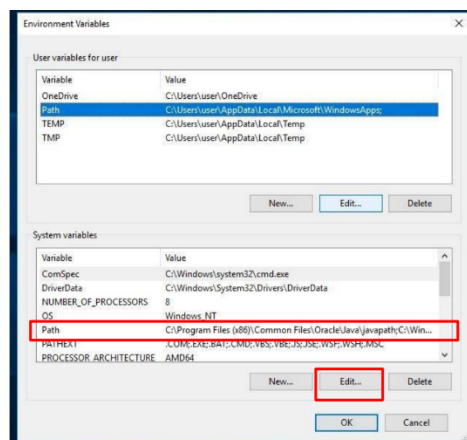 Environment Variables
User variables for user
Variable Value
OneDrive C:\Users\user\OneDrive
Path C:\Users\user\AppData\Local\Microsoft\WindowsApps;
TEMP C:\Users\user\AppData\Local\Temp
TMP C:\Users\user\AppData\Local\Temp
New... Edit... Delete
System variables
Variable Value
ComSpec C:\Windows\system32\cmd.exe
DriverData C:\Windows\System32\Drivers\DriverData
NUMBER_OF_PROCESSORS 8
OS Windows_NT
Path C:\Program Files (x86)\Common Files\Oracle\Java\javapath;C:\Win...
PATHEXT .COM;.EXE;.BAT;.CMD;.VBS;.VBE;.JS;.JSE;.WSF;.WSH;.MSC
PROCESSOR_ARCHITECTURE AMD64
New... Edit... Delete
OK Cancel